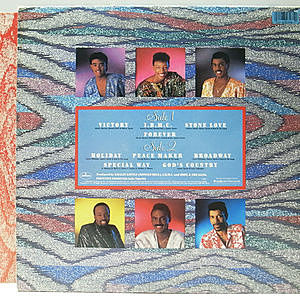 Side 1
VICTORY. I.B.M.C. STONE LOVE
FOREVER
Side 2
HOLIDAY. PEACE MAKER. BROADWAY.
SPECIAL WAY. GOD'S COUNTRY